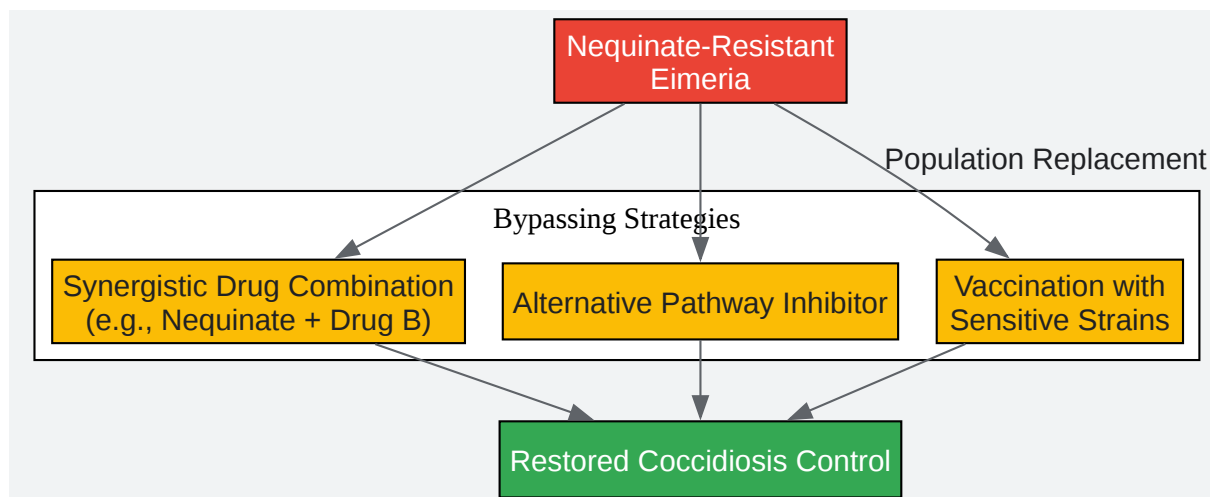 Nequinate-Resistant
Eimeria
Population Replacement
Bypassing Strategies
Synergistic Drug Combination
(e.g., Nequinate + Drug B)
Alternative Pathway Inhibitor
Vaccination with
Sensitive Strains
Restored Coccidiosis Control